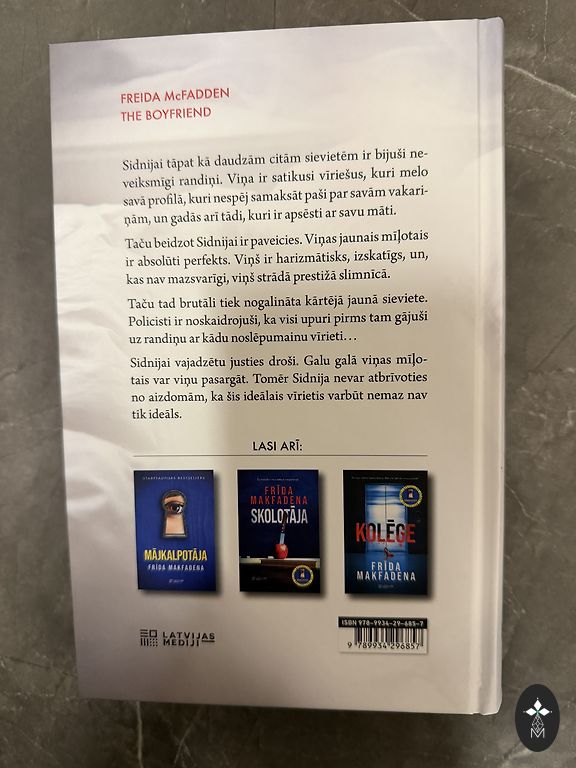 FREIDA McFADDEN
THE BOYFRIEND
Sidnijai tāpat kā daudzām citām sievietēm ir bijuši ne-
veiksmīgi randiņi. Viņa ir satikusi vīriešus, kuri melo
savā profilā, kuri nespēj samaksāt paši par savām vakari-
ņām, un gadās arī tādi, kuri ir apsēsti ar savu māti.
Taču beidzot Sidnijai ir paveicies. Viņas jaunais mīļotais
ir absolūti perfekts. Viņš ir harizmātisks, izskatīgs, un,
kas nav mazsvarīgi, viņš strādā prestižā slimnīcā.
Taču tad brutāli tiek nogalināta kārtējā jaunā sieviete.
Policisti ir noskaidrojuši, ka visi upuri pirms tam gājuši
uz randiņu ar kādu noslēpumainu vīrieti...
Sidnijai vajadzētu justies droši. Galu galā viņas mīļo-
tais var viņu pasargāt. Tomēr Sidnija nevar atbrīvoties
no aizdomām, ka šis ideālais vīrietis varbūt nemaz nav
tik ideāls.
LASI ARĪ:
STARPTAUTISKS BESTSELLERS
MĀJKALPOTĀJA
FRĪDA MAKFADENA
FRĪDA
MAKFADENA
SKOLOTĀJA
KOLĒĢE
FRĪDA
MAKFADENA
LATVIJAS
MEDIJI
ISBN 978-9934-29-685-7
9 789934 296857
M